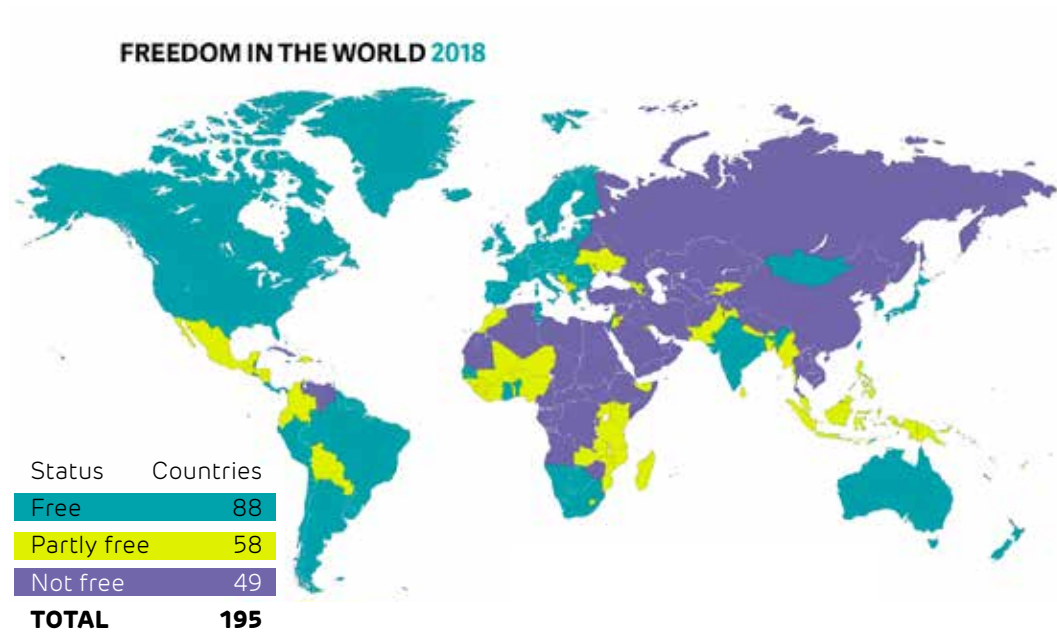 FREEDOM IN THE WORLD 2018
Status Countries
Free 88
Partly free 58
Not free 49
TOTAL 195